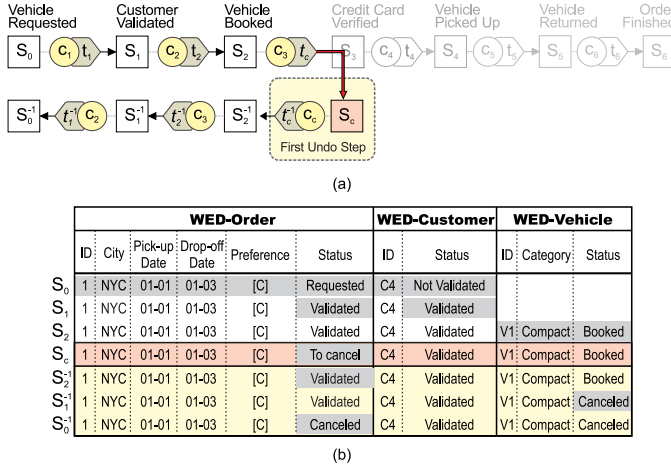 Vehicle Requested Customer Validated Vehicle Booked Credit Card Verified Vehicle Picked Up Vehicle Returned Order Finished
S0 c1 t1 S1 c2 t2 S2 c3 tc S3 c4 t4 S4 c5 t5 S5 c6 t6 S6
S0^-1 t1^-1 c2 S1^-1 t2^-1 c3 S2^-1 tc^-1 cc Sc
First Undo Step
(a)
WED-Order WED-Customer WED-Vehicle
ID City Pick-up Date Drop-off Date Preference Status ID Status ID Category Status
S0 1 NYC 01-01 01-03 [C] Requested C4 Not Validated
S1 1 NYC 01-01 01-03 [C] Validated C4 Validated
S2 1 NYC 01-01 01-03 [C] Validated C4 Validated V1 Compact Booked
Sc 1 NYC 01-01 01-03 [C] To cancel C4 Validated V1 Compact Booked
S2^-1 1 NYC 01-01 01-03 [C] Validated C4 Validated V1 Compact Booked
S1^-1 1 NYC 01-01 01-03 [C] Validated C4 Validated V1 Compact Canceled
S0^-1 1 NYC 01-01 01-03 [C] Canceled C4 Validated V1 Compact Canceled
(b)